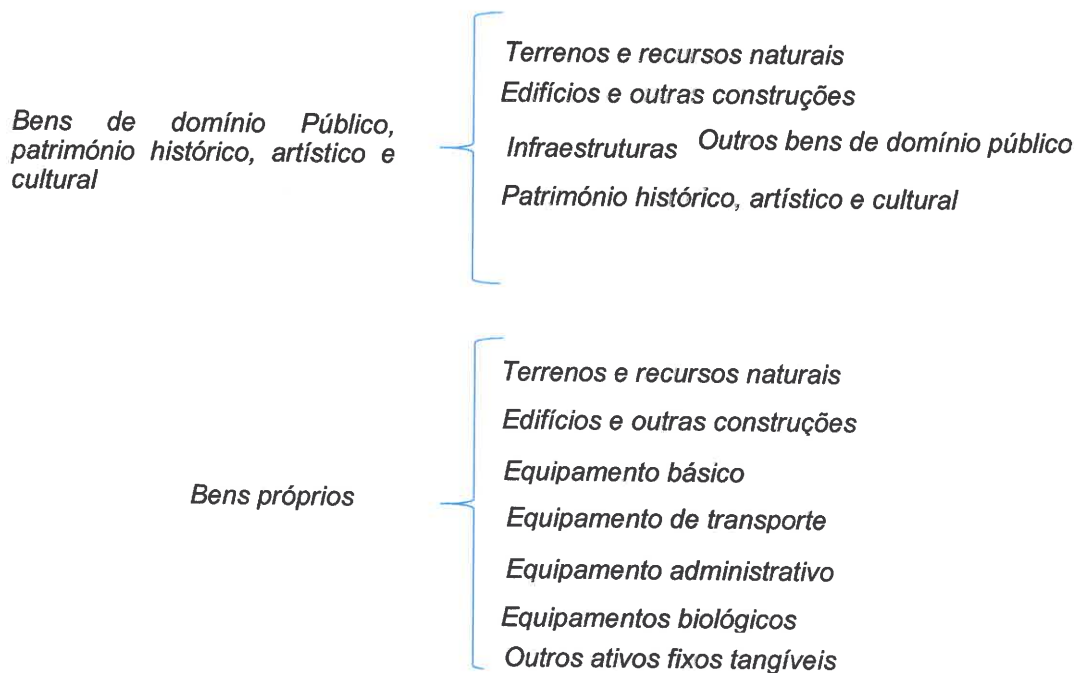 Bens de domínio Público,
património histórico, artístico e
cultural
Terrenos e recursos naturais
Edifícios e outras construções
Infraestruturas Outros bens de domínio público
Património histórico, artístico e cultural
Bens próprios
Terrenos e recursos naturais
Edifícios e outras construções
Equipamento básico
Equipamento de transporte
Equipamento administrativo
Equipamentos biológicos
Outros ativos fixos tangíveis